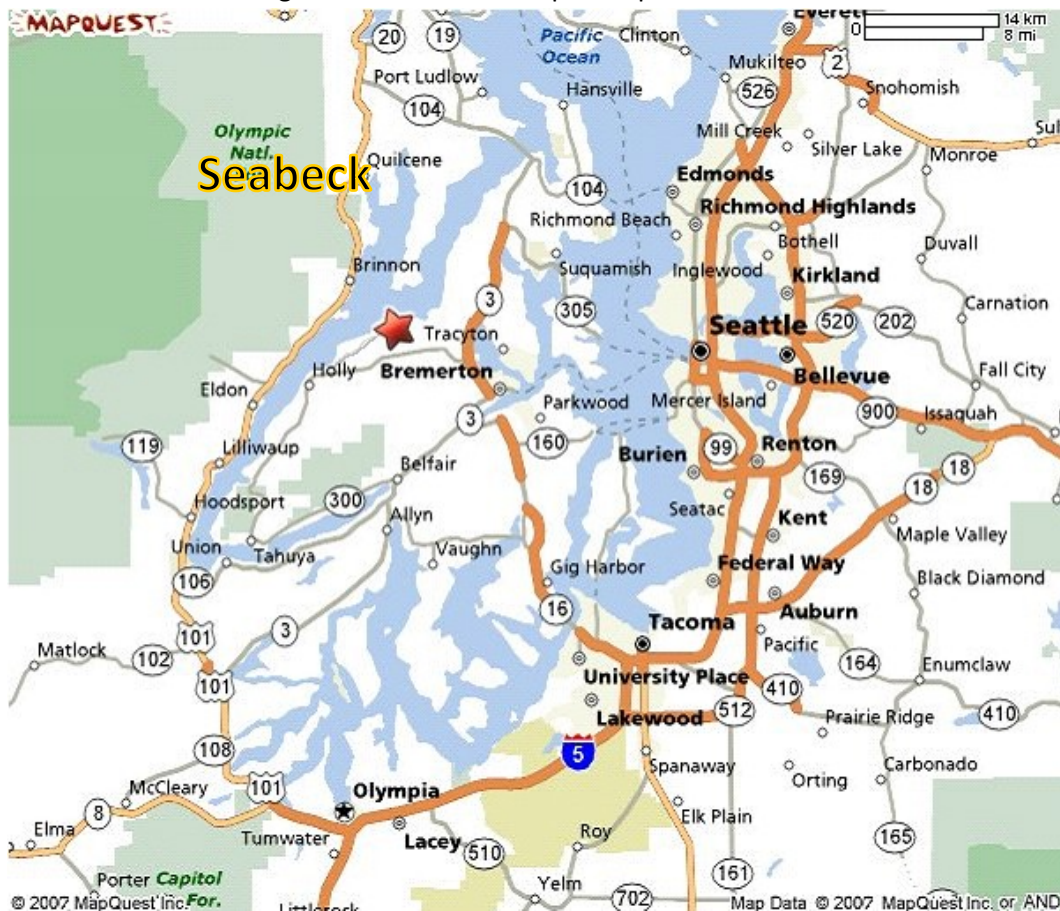 MAPQUEST
14 km
0
8 mi
Everett
20
19
Pacific
Ocean
Clinton
Mukilteo
2
Port Ludlow
Hansville
526
Snohomish
104
Mill Creek
Silver Lake
Olympic
Natl.
Seabeck
Quilcene
Monroe
Edmonds
104
Richmond Highlands
Richmond Beach
Bothell
Duvall
Brinnon
Suquamish
Inglewood
Kirkland
3
305
Carnation
Seattle
520
202
Tracyton
Holly
Bremerton
Bellevue
Fall City
Eldon
Mercer Island
Parkwood
900
Issaquah
3
119
160
99
Renton
Lilliwaup
Burien
Belfair
18
169
18
Hoodsport
300
Seatac
Allyn
Kent
Maple Valley
Union
Tahuya
Vaughn
Gig Harbor
Federal Way
Black Diamond
106
16
Auburn
Tacoma
101
3
Pacific
Matlock
102
164
Enumclaw
101
University Place
410
512
Lakewood
Prairie Ridge
410
108
5
Spanaway
Orting
Carbonado
McCleary
101
Olympia
8
Elk Plain
Elma
Tumwater
Lacey
Roy
165
510
161
Porter
Capitol
For.
Yelm
702
© 2007 MapQuest Inc.
Map Data © 2007 MapQuest Inc. or AND